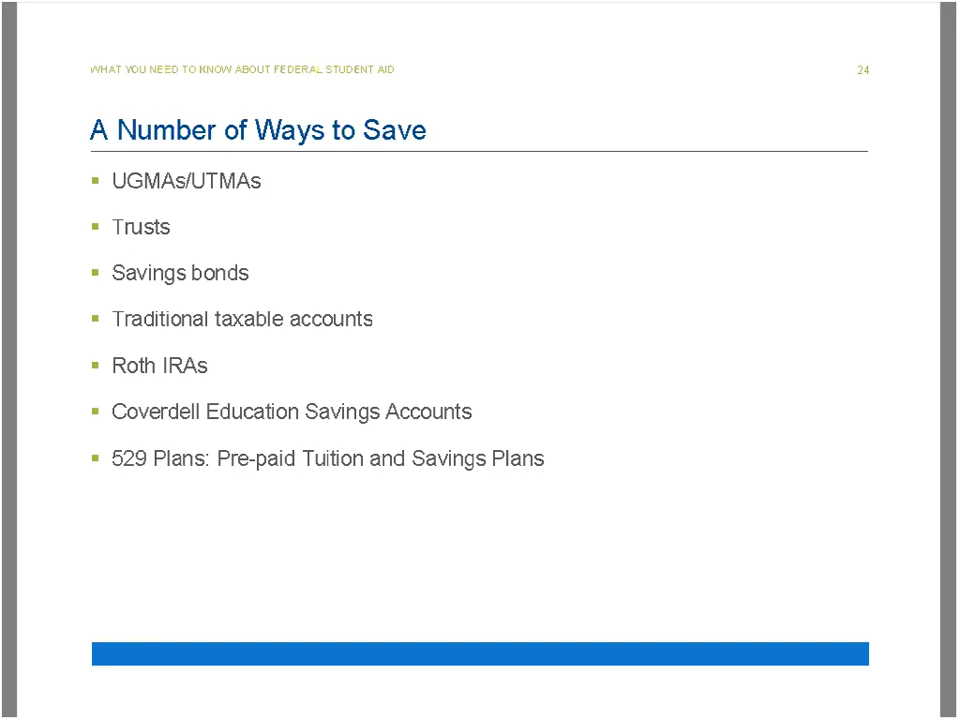 WHAT YOU NEED TO KNOW ABOUT FEDERAL STUDENT AID 24
A Number of Ways to Save
UGMAs/UTMAs
Trusts
Savings bonds
Traditional taxable accounts
Roth IRAs
Coverdell Education Savings Accounts
529 Plans: Pre-paid Tuition and Savings Plans